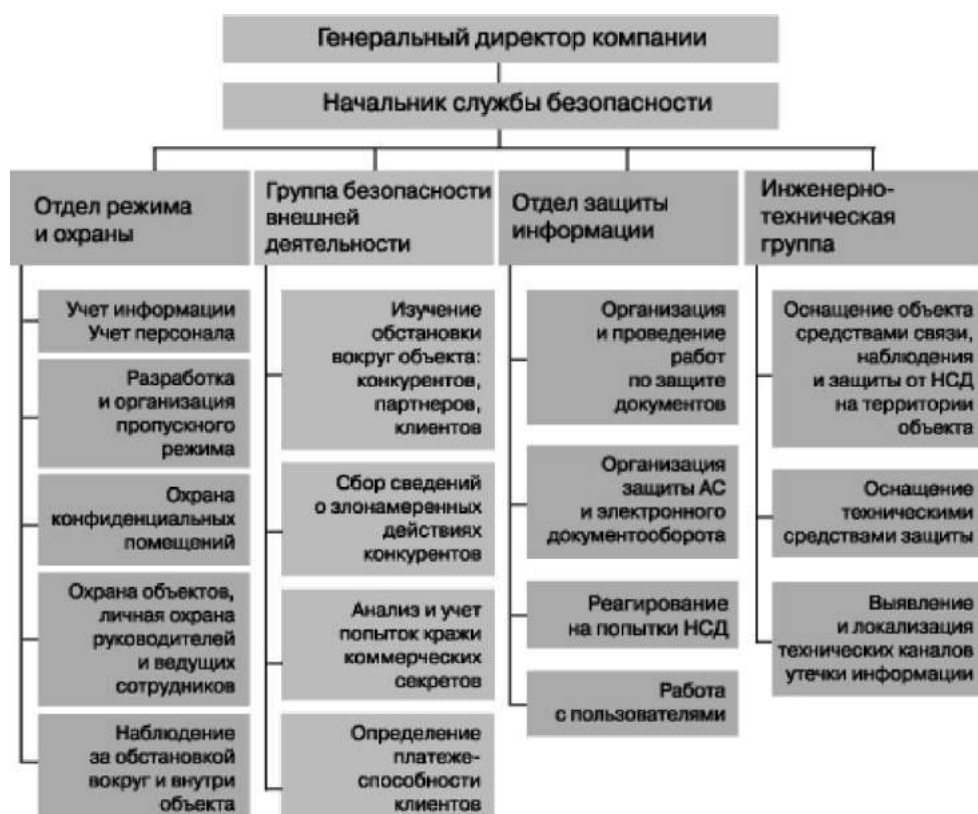 Генеральный директор компании
Начальник службы безопасности
Отдел режима
и охраны
Учет информации
Учет персонала
Разработка
и организация
пропускного
режима
Охрана
конфиденциальных
помещений
Охрана объектов,
личная охрана
руководителей
и ведущих
сотрудников
Наблюдение
за обстановкой
вокруг и внутри
объекта
Группа безопасности
внешней
деятельности
Изучение
обстановки
вокруг объекта:
конкурентов,
партнеров,
клиентов
Сбор сведений
о злонамеренных
действиях
конкурентов
Анализ и учет
попыток кражи
коммерческих
секретов
Определение
платеже-
способности
клиентов
Отдел защиты
информации
Организация
и проведение
работ
по защите
документов
Организация
защиты АС
и электронного
документооборота
Реагирование
на попытки НСД
Работа
с пользователями
Инженерно-
техническая
группа
Оснащение объекта
средствами связи,
наблюдения
и защиты от НСД
на территории
объекта
Оснащение
техническими
средствами защиты
Выявление
и локализация
технических каналов
утечки информации